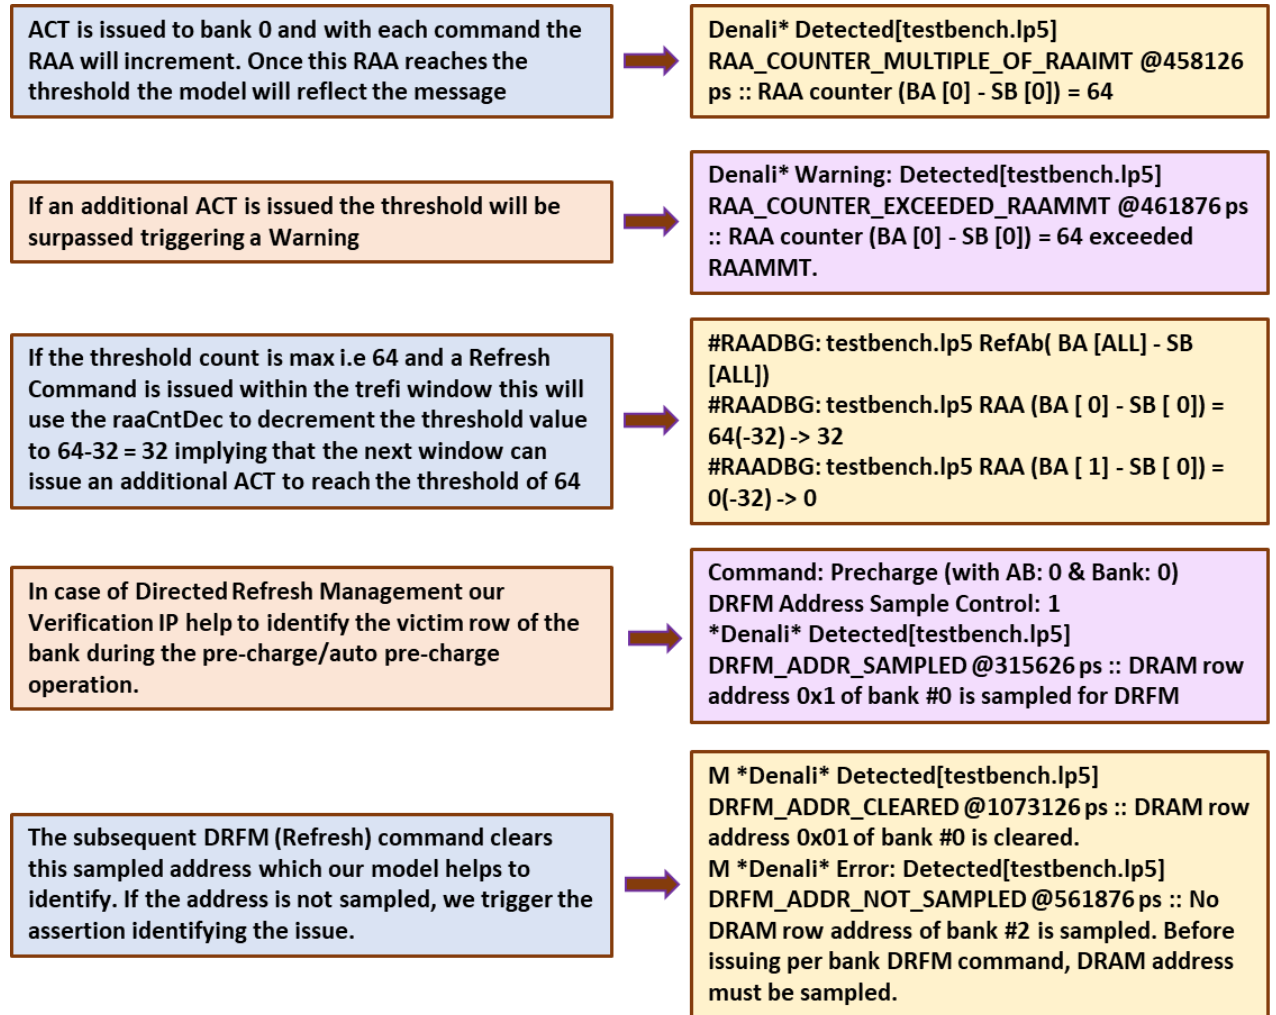 ACT is issued to bank 0 and with each command the
RAA will increment. Once this RAA reaches the
threshold the model will reflect the message
Denali* Detected[testbench.lp5]
RAA_COUNTER_MULTIPLE_OF_RAAIMT @458126
ps :: RAA counter (BA [0] - SB [0]) = 64
If an additional ACT is issued the threshold will be
surpassed triggering a Warning
Denali* Warning: Detected[testbench.lp5]
RAA_COUNTER_EXCEEDED_RAAMMT @461876 ps
:: RAA counter (BA [0] - SB [0]) = 64 exceeded
RAAMMT.
If the threshold count is max i.e 64 and a Refresh
Command is issued within the trefi window this will
use the raaCntDec to decrement the threshold value
to 64-32 = 32 implying that the next window can
issue an additional ACT to reach the threshold of 64
#RAADBG: testbench.lp5 RefAb( BA [ALL] - SB
[ALL])
#RAADBG: testbench.lp5 RAA (BA [ 0] - SB [ 0]) =
64(-32) -> 32
#RAADBG: testbench.lp5 RAA (BA [ 1] - SB [ 0]) =
0(-32) -> 0
In case of Directed Refresh Management our
Verification IP help to identify the victim row of the
bank during the pre-charge/auto pre-charge
operation.
Command: Precharge (with AB: 0 & Bank: 0)
DRFM Address Sample Control: 1
*Denali* Detected[testbench.lp5]
DRFM_ADDR_SAMPLED @315626 ps :: DRAM row
address 0x1 of bank #0 is sampled for DRFM
The subsequent DRFM (Refresh) command clears
this sampled address which our model helps to
identify. If the address is not sampled, we trigger the
assertion identifying the issue.
M *Denali* Detected[testbench.lp5]
DRFM_ADDR_CLEARED @1073126 ps :: DRAM row
address 0x01 of bank #0 is cleared.
M *Denali* Error: Detected[testbench.lp5]
DRFM_ADDR_NOT_SAMPLED @561876 ps :: No
DRAM row address of bank #2 is sampled. Before
issuing per bank DRFM command, DRAM address
must be sampled.